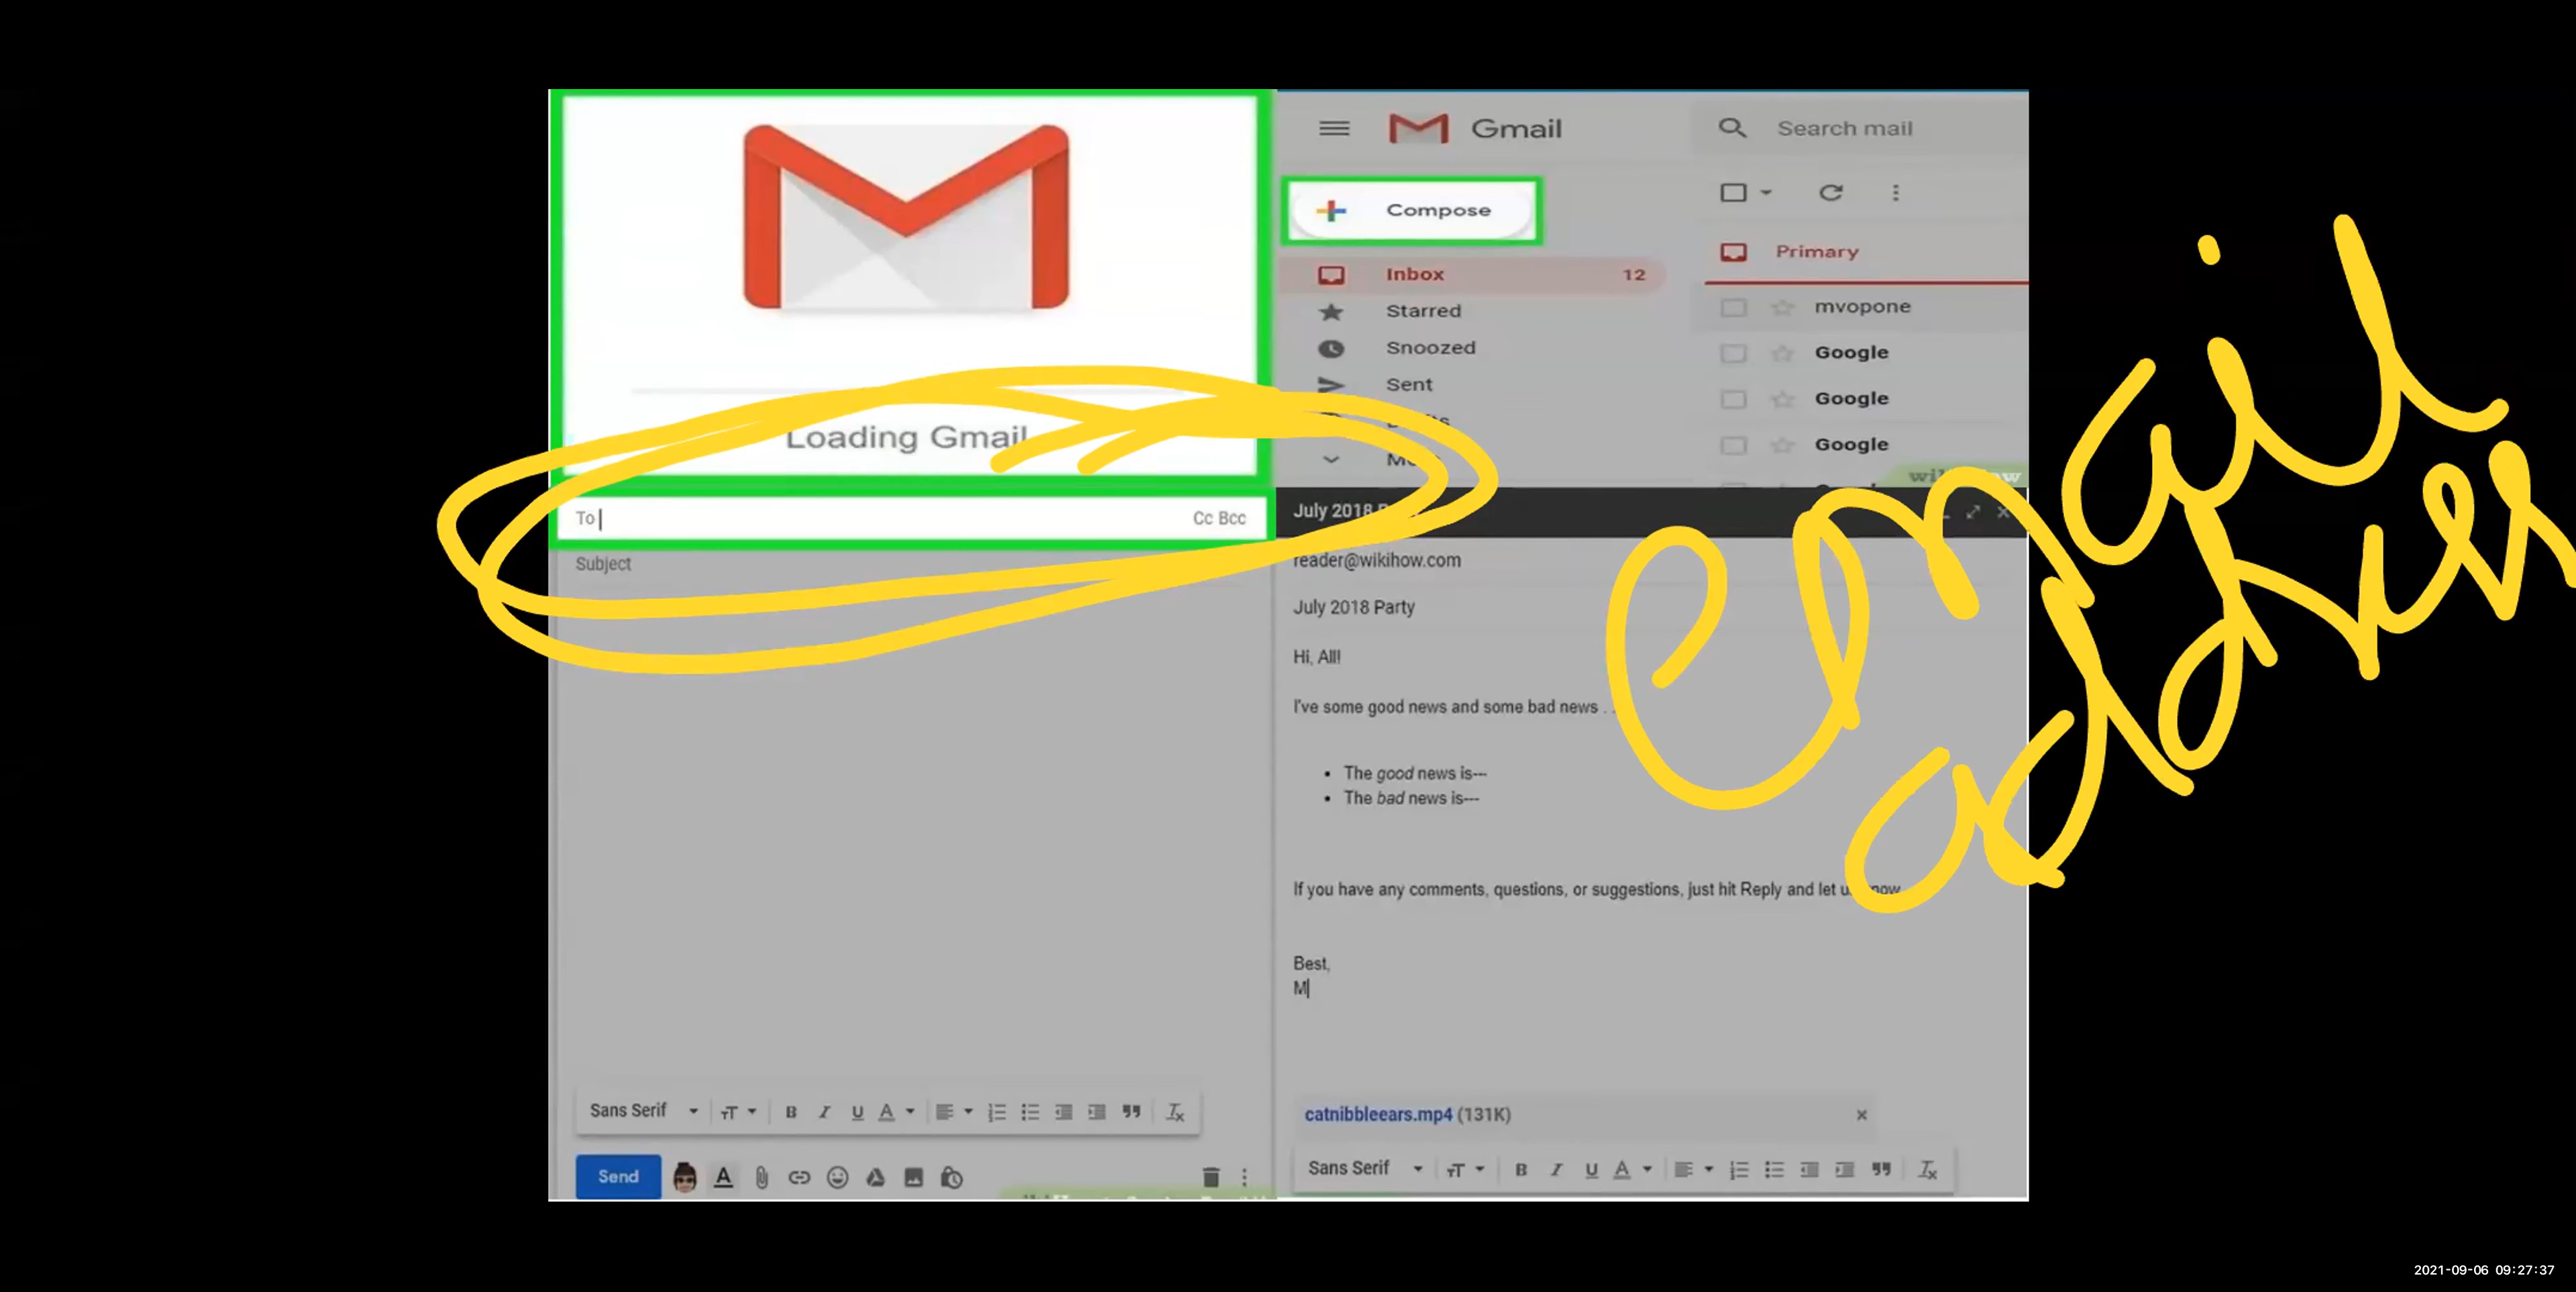 Loading Gmail
Gmail
Search mail
Compose
Primary
Inbox 12
Starred
Snoozed
Sent
mvopone
Google
Google
Google
To Cc Bcc
Subject
July 2018
reader@wikihow.com
July 2018 Party
Hi, All!
I've some good news and some bad news . .
• The good news is---
• The bad news is---
If you have any comments, questions, or suggestions, just hit Reply and let
Best,
M
catnibbleears.mp4 (131K)
Sans Serif
Send
Sans Serif
email
address
2021-09-06 09:27:37